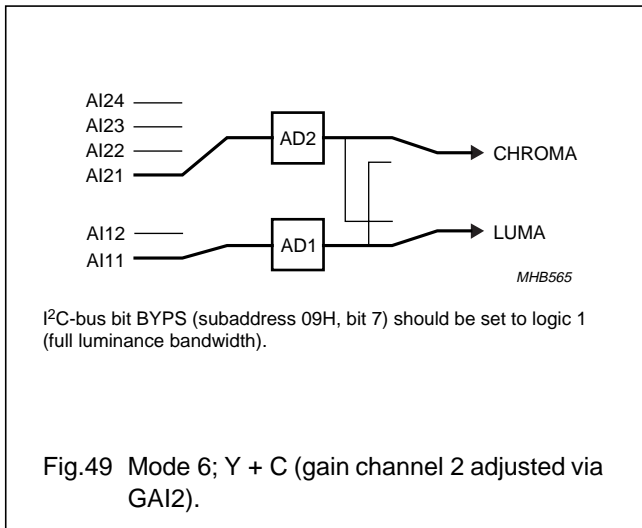 AI24
AI23
AI22
AI21
AD2
CHROMA
AI12
AI11
AD1
LUMA
MHB565
I²C-bus bit BYPS (subaddress 09H, bit 7) should be set to logic 1
(full luminance bandwidth).
Fig.49 Mode 6; Y + C (gain channel 2 adjusted via
GAI2).